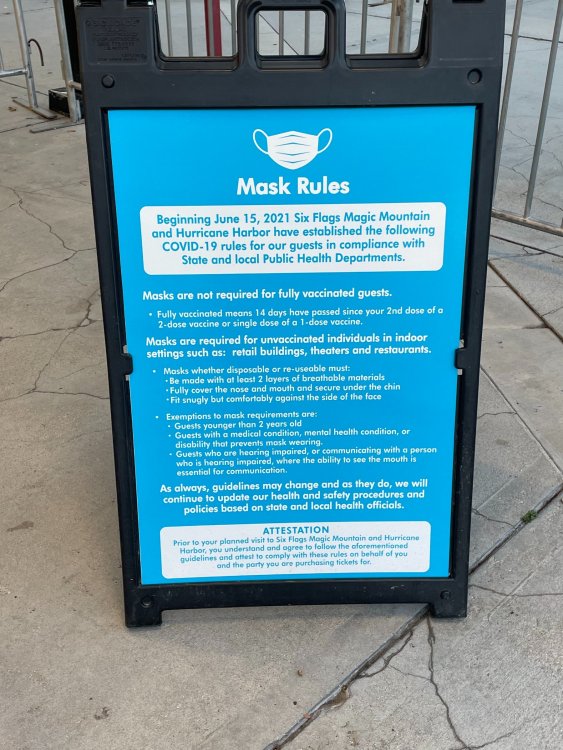 Mask Rules
Beginning June 15, 2021 Six Flags Magic Mountain
and Hurricane Harbor have established the following
COVID-19 rules for our guests in compliance with
State and local Public Health Departments.
Masks are not required for fully vaccinated guests.
• Fully vaccinated means 14 days have passed since your 2nd dose of a
2-dose vaccine or single dose of a 1-dose vaccine.
Masks are required for unvaccinated individuals in indoor
settings such as: retail buildings, theaters and restaurants.
• Masks whether disposable or re-useable must:
• Be made with at least 2 layers of breathable materials
• Fully cover the nose and mouth and secure under the chin
• Fit snugly but comfortably against the side of the face
• Exemptions to mask requirements are:
• Guests younger than 2 years old
• Guests with a medical condition, mental health condition, or
disability that prevents mask wearing.
• Guests who are hearing impaired, or communicating with a person
who is hearing impaired, where the ability to see the mouth is
essential for communication.
As always, guidelines may change and as they do, we will
continue to update our health and safety procedures and
policies based on state and local health officials.
ATTESTATION
Prior to your planned visit to Six Flags Magic Mountain and Hurricane
Harbor, you understand and agree to follow the aforementioned
guidelines and attest to comply with these rules on behalf of you
and the party you are purchasing tickets for.